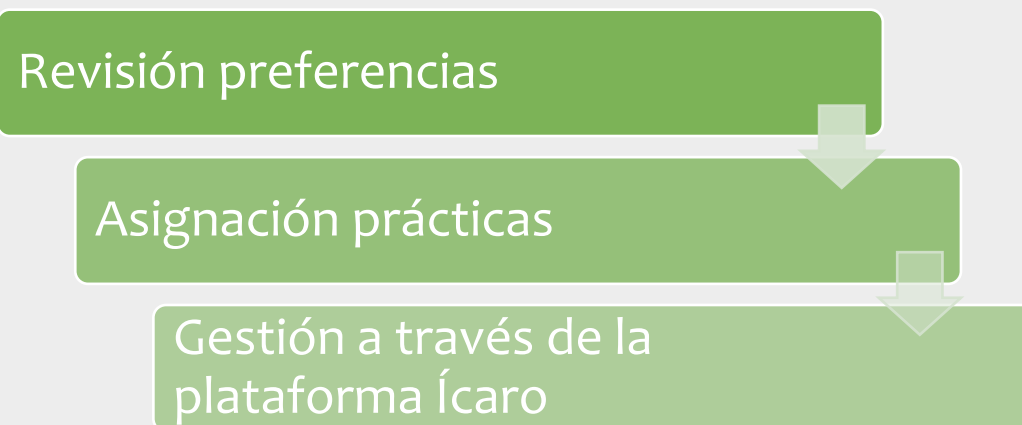 Revisión preferencias
Asignación prácticas
Gestión a través de la
plataforma Ícaro